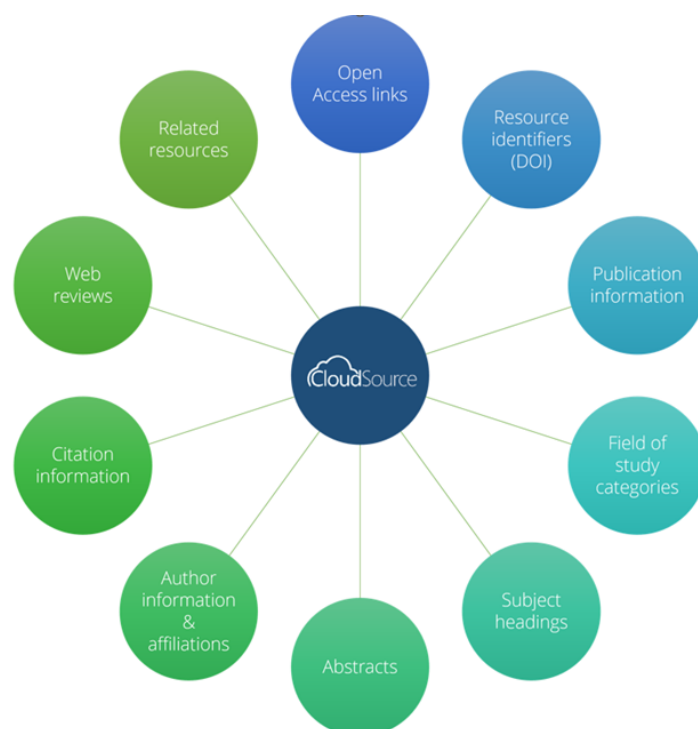 Open
Access links
Resource
identifiers
(DOI)
Publication
information
Field of
study
categories
Subject
headings
Abstracts
Author
information
&
affiliations
Citation
information
Web
reviews
Related
resources
CloudSource